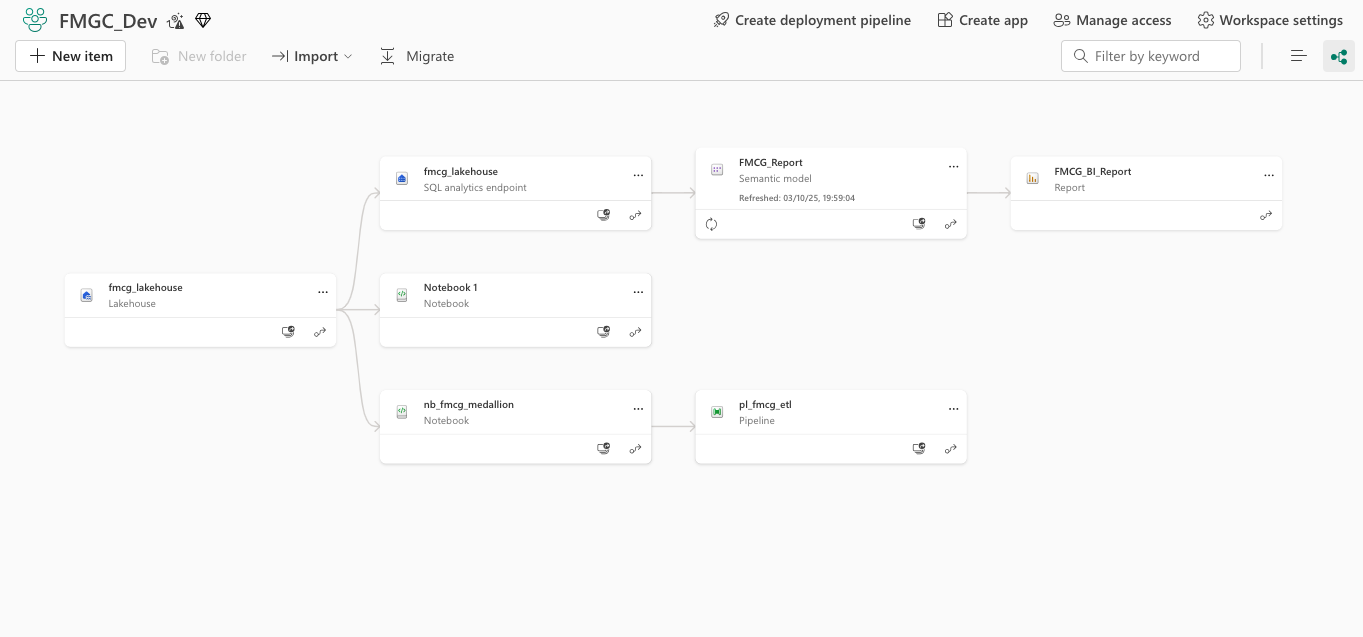 FMGC_Dev
Create deployment pipeline
Create app
Manage access
Workspace settings
New item
New folder
Import
Migrate
Filter by keyword
fmcg_lakehouse
Lakehouse
fmcg_lakehouse
SQL analytics endpoint
Notebook 1
Notebook
nb_fmcg_medallion
Notebook
FMCG_Report
Semantic model
Refreshed: 03/10/25, 19:59:04
pl_fmcg_etl
Pipeline
FMCG_BI_Report
Report